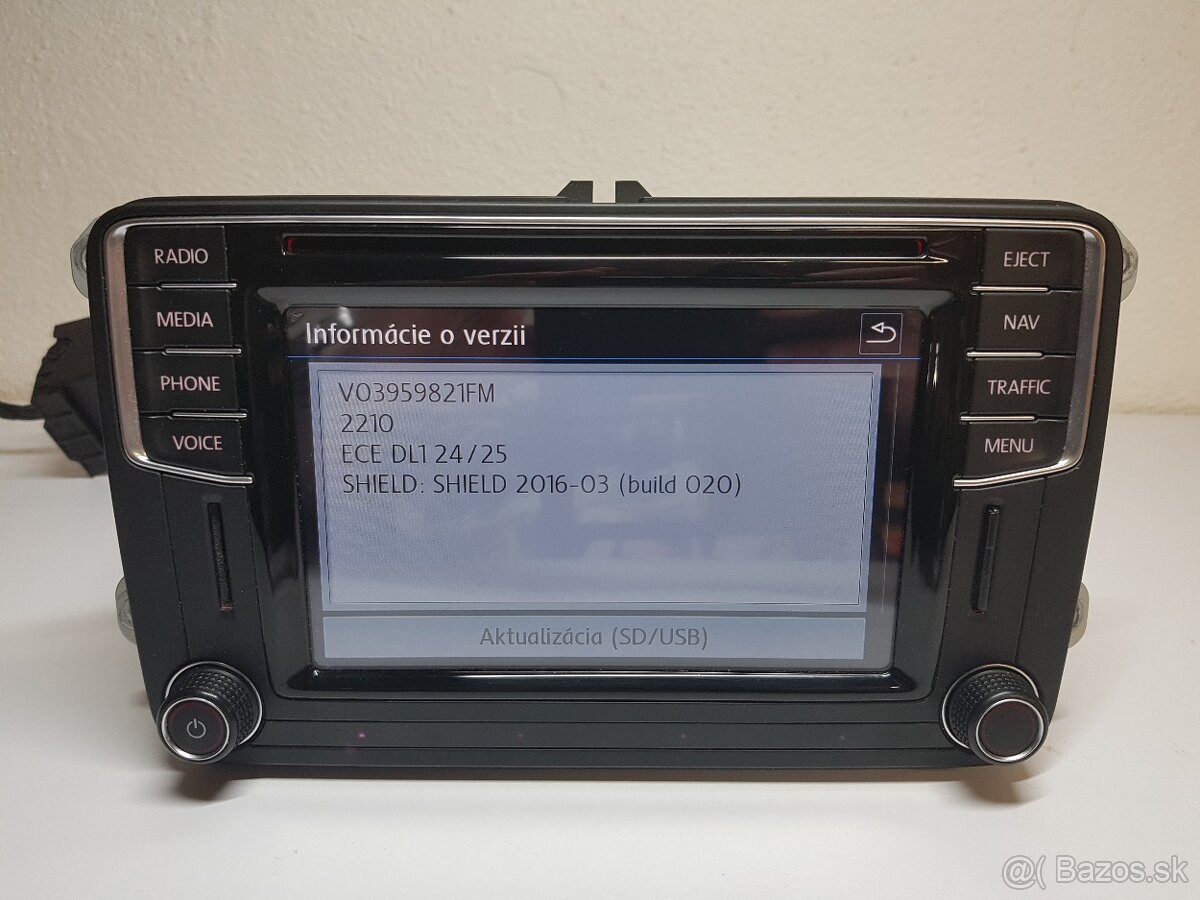 RADIO
MEDIA
PHONE
VOICE
EJECT
NAV
TRAFFIC
MENU
Informácie o verzii
V03959821FM
2210
ECE DL1 24/25
SHIELD: SHIELD 2016-03 (build 020)
Aktualizácia (SD/USB)
@( Bazos.sk